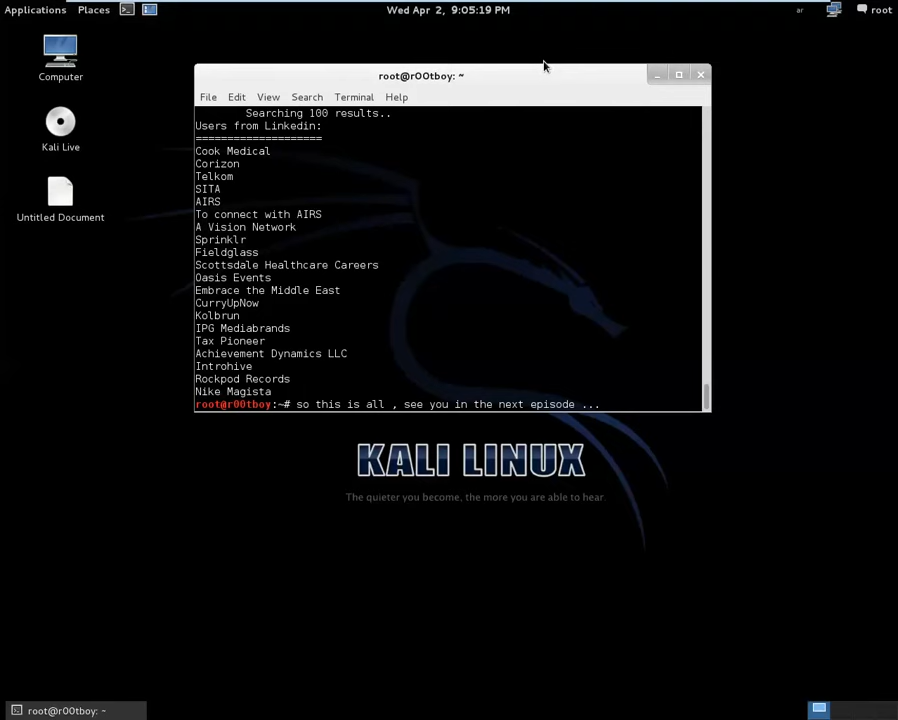 Applications Places
Wed Apr 2, 9:05:19 PM
ar
root
Computer
Kali Live
Untitled Document
root@r00tboy: ~
File Edit View Search Terminal Help
Searching 100 results..
Users from Linkedin:
====================
Cook Medical
Corizon
Telkom
SITA
AIRS
To connect with AIRS
A Vision Network
Sprinklr
Fieldglass
Scottsdale Healthcare Careers
Oasis Events
Embrace the Middle East
CurryUpNow
Kolbrun
IPG Mediabrands
Tax Pioneer
Achievement Dynamics LLC
Introhive
Rockpod Records
Nike Magista
root@r00tboy:~# so this is all , see you in the next episode ...
KALI LINUX
The quieter you become, the more you are able to hear.
root@r00tboy: ~